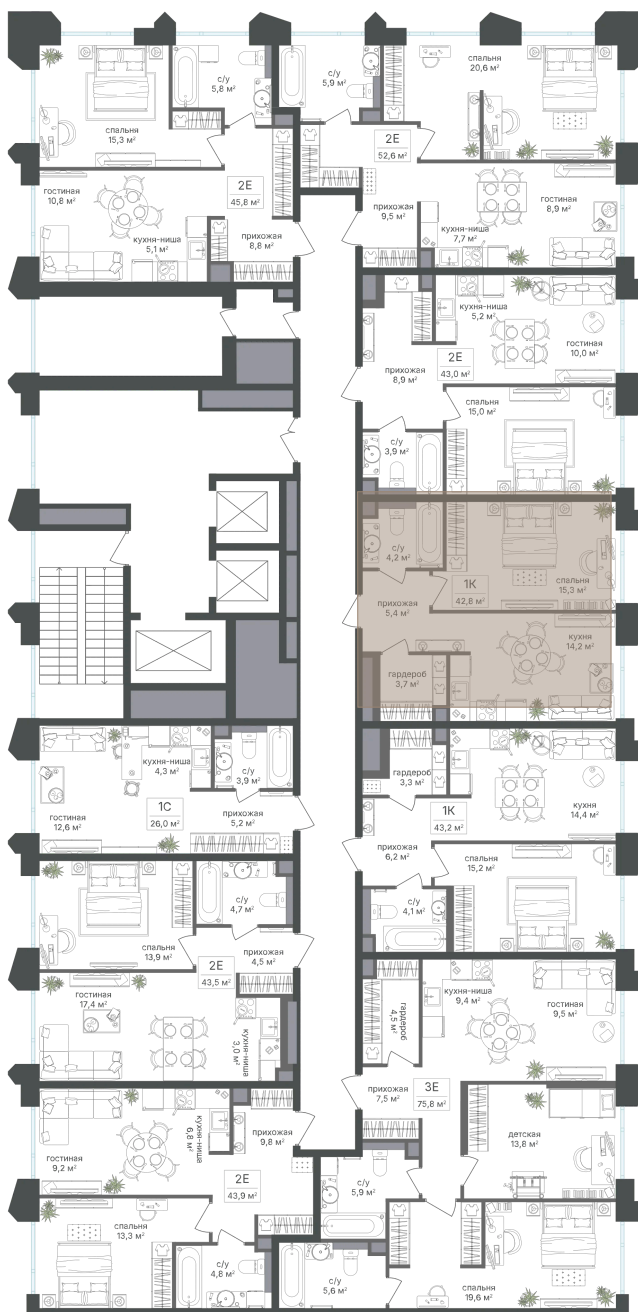 спальня
15,3 м²
с/у
5,8 м²
с/у
5,9 м²
спальня
20,6 м²
2Е
45,8 м²
2Е
52,6 м²
гостиная
10,8 м²
кухня-ниша
5,1 м²
прихожая
8,8 м²
прихожая
9,5 м²
кухня-ниша
7,7 м²
гостиная
8,9 м²
кухня-ниша
5,2 м²
гостиная
10,0 м²
2Е
43,0 м²
прихожая
8,9 м²
спальня
15,0 м²
с/у
3,9 м²
с/у
4,2 м²
1К
42,8 м²
спальня
15,3 м²
прихожая
5,4 м²
кухня
14,2 м²
гардероб
3,7 м²
кухня-ниша
4,3 м²
с/у
3,9 м²
1С
26,0 м²
гостиная
12,6 м²
прихожая
5,2 м²
гардероб
3,3 м²
кухня
14,4 м²
1К
43,2 м²
прихожая
6,2 м²
спальня
15,2 м²
с/у
4,1 м²
с/у
4,7 м²
спальня
13,9 м²
2Е
43,5 м²
прихожая
4,5 м²
гостиная
17,4 м²
кухня-ниша
3,0 м²
гардероб
4,5 м²
кухня-ниша
9,4 м²
гостиная
9,5 м²
прихожая
7,5 м²
3Е
75,8 м²
детская
13,8 м²
кухня-ниша
6,8 м²
прихожая
9,8 м²
гостиная
9,2 м²
2Е
43,9 м²
с/у
5,9 м²
спальня
13,3 м²
с/у
4,8 м²
с/у
5,6 м²
спальня
19,6 м²